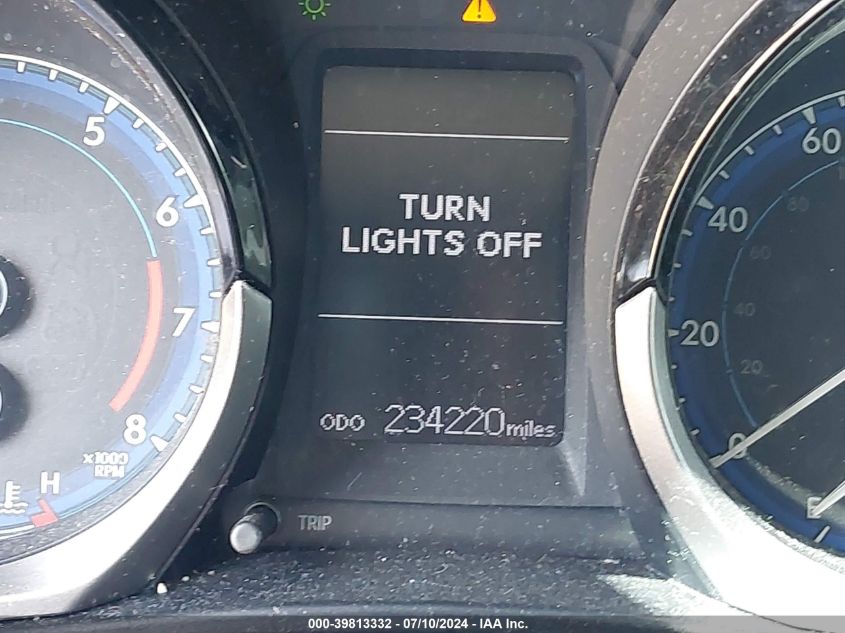 TURN
LIGHTS OFF
ODO 234220 miles
TRIP
5
6
7
8
x1000
RPM
H
60
40
20
0
80
60
40
20
E
000-39813332 - 07/10/2024 - IAA Inc.